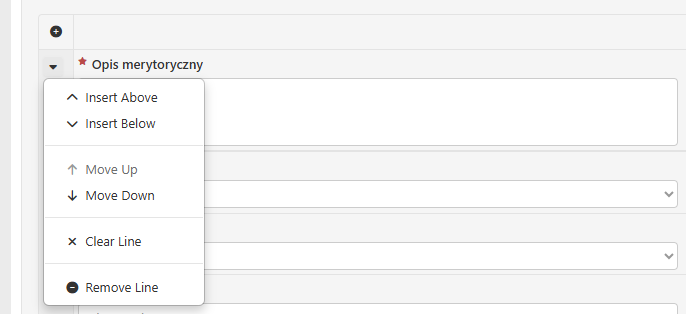 * Opis merytoryczny
Insert Above
Insert Below
Move Up
Move Down
Clear Line
Remove Line